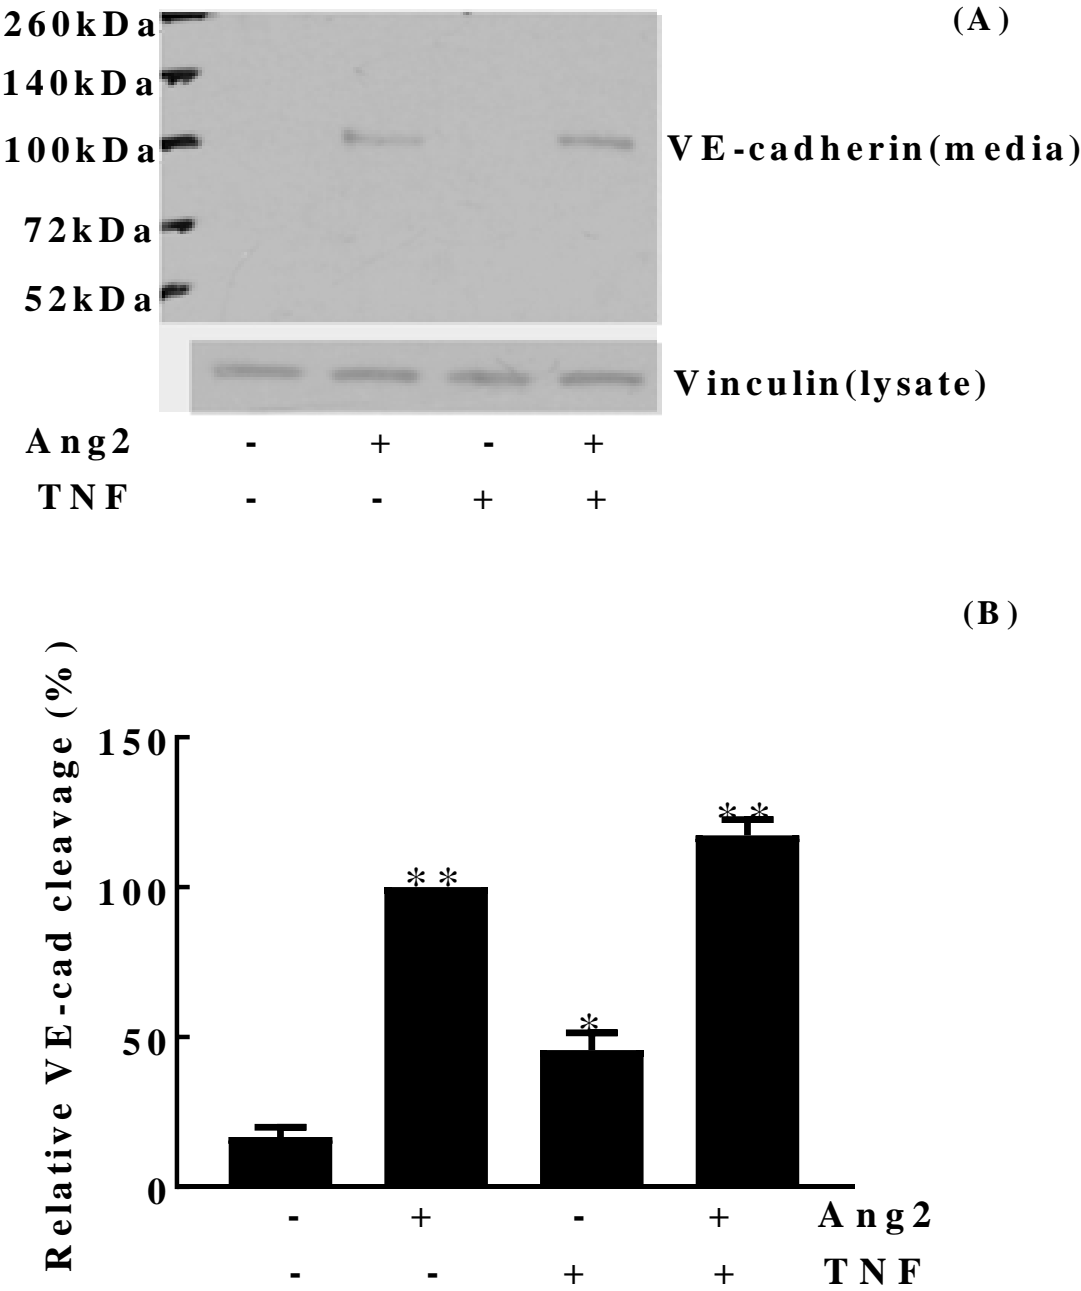 (A)
260kDa
140kDa
100kDa VE-cadherin(media)
72kDa
52kDa
Vinculin(lysate)
Ang2 - + - +
TNF - - + +
(B)
Relative VE-cad cleavage (%)
150
100
50
0
** * **
- + - + Ang2
- - + + TNF